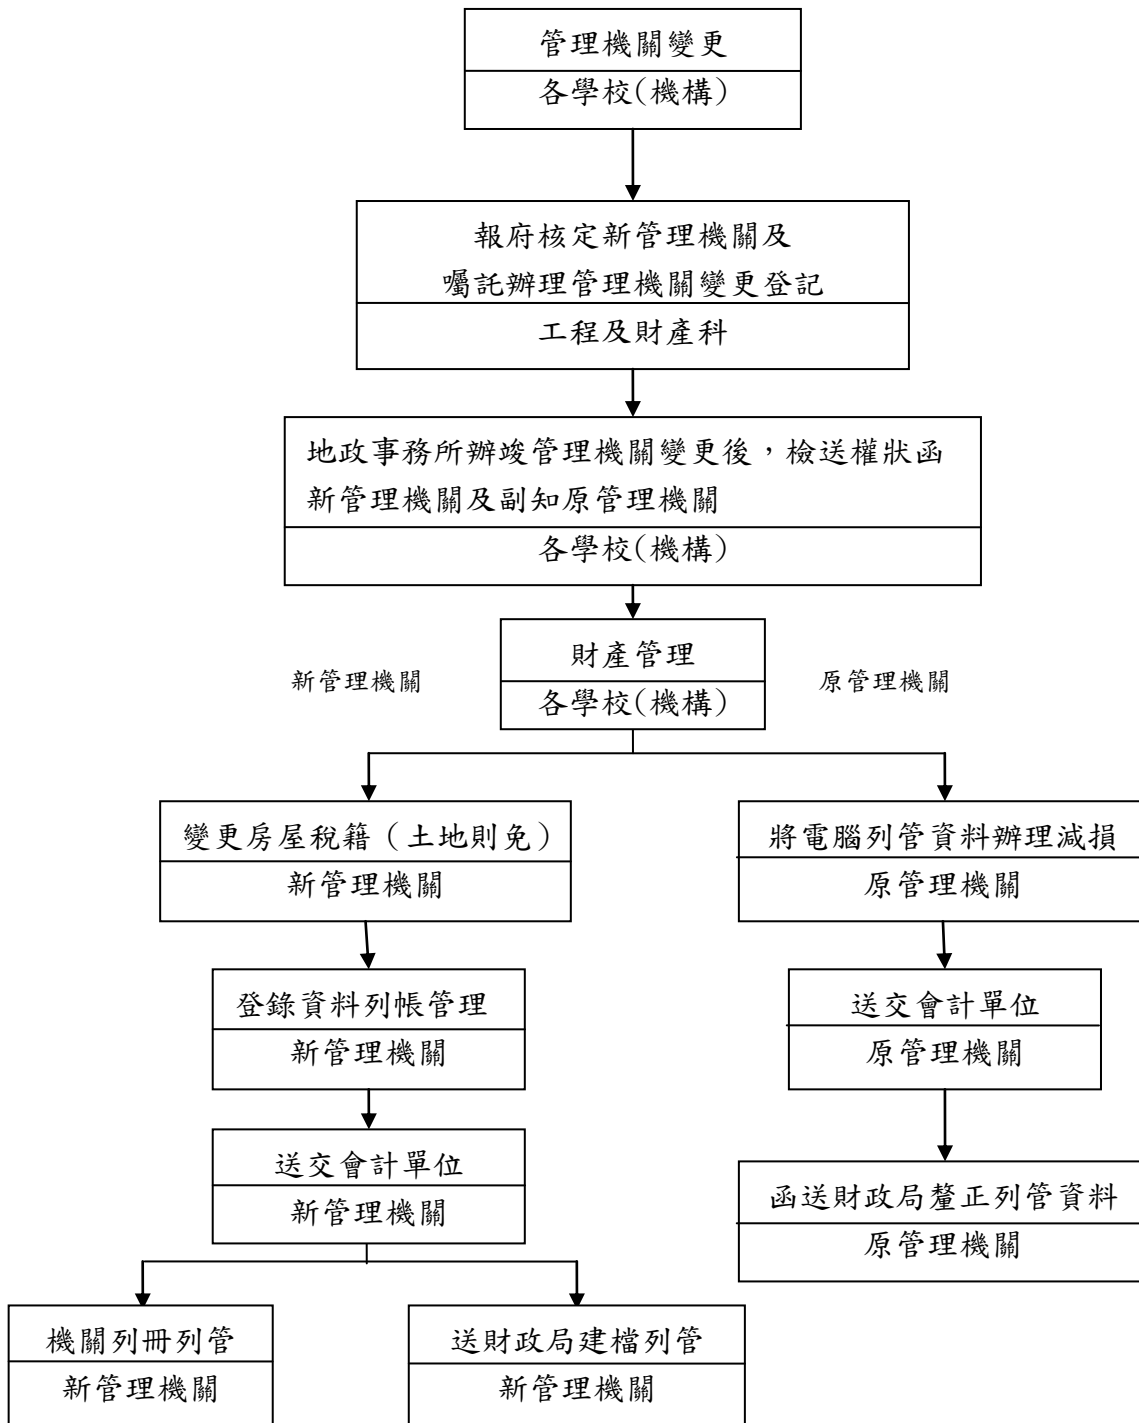 管理機關變更
各學校(機構)
報府核定新管理機關及
囑託辦理管理機關變更登記
工程及財產科
地政事務所辦竣管理機關變更後，檢送權狀函
新管理機關及副知原管理機關
各學校(機構)
財產管理
各學校(機構)
新管理機關
原管理機關
變更房屋稅籍（土地則免）
新管理機關
將電腦列管資料辦理減損
原管理機關
登錄資料列帳管理
新管理機關
送交會計單位
原管理機關
送交會計單位
新管理機關
函送財政局釐正列管資料
原管理機關
機關列冊列管
新管理機關
送財政局建檔列管
新管理機關